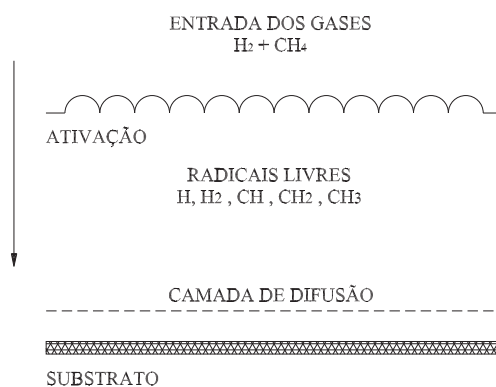 ENTRADA DOS GASES
H2 + CH4
ATIVAÇÃO
RADICAIS LIVRES
H, H2 , CH , CH2 , CH3
CAMADA DE DIFUSÃO
SUBSTRATO